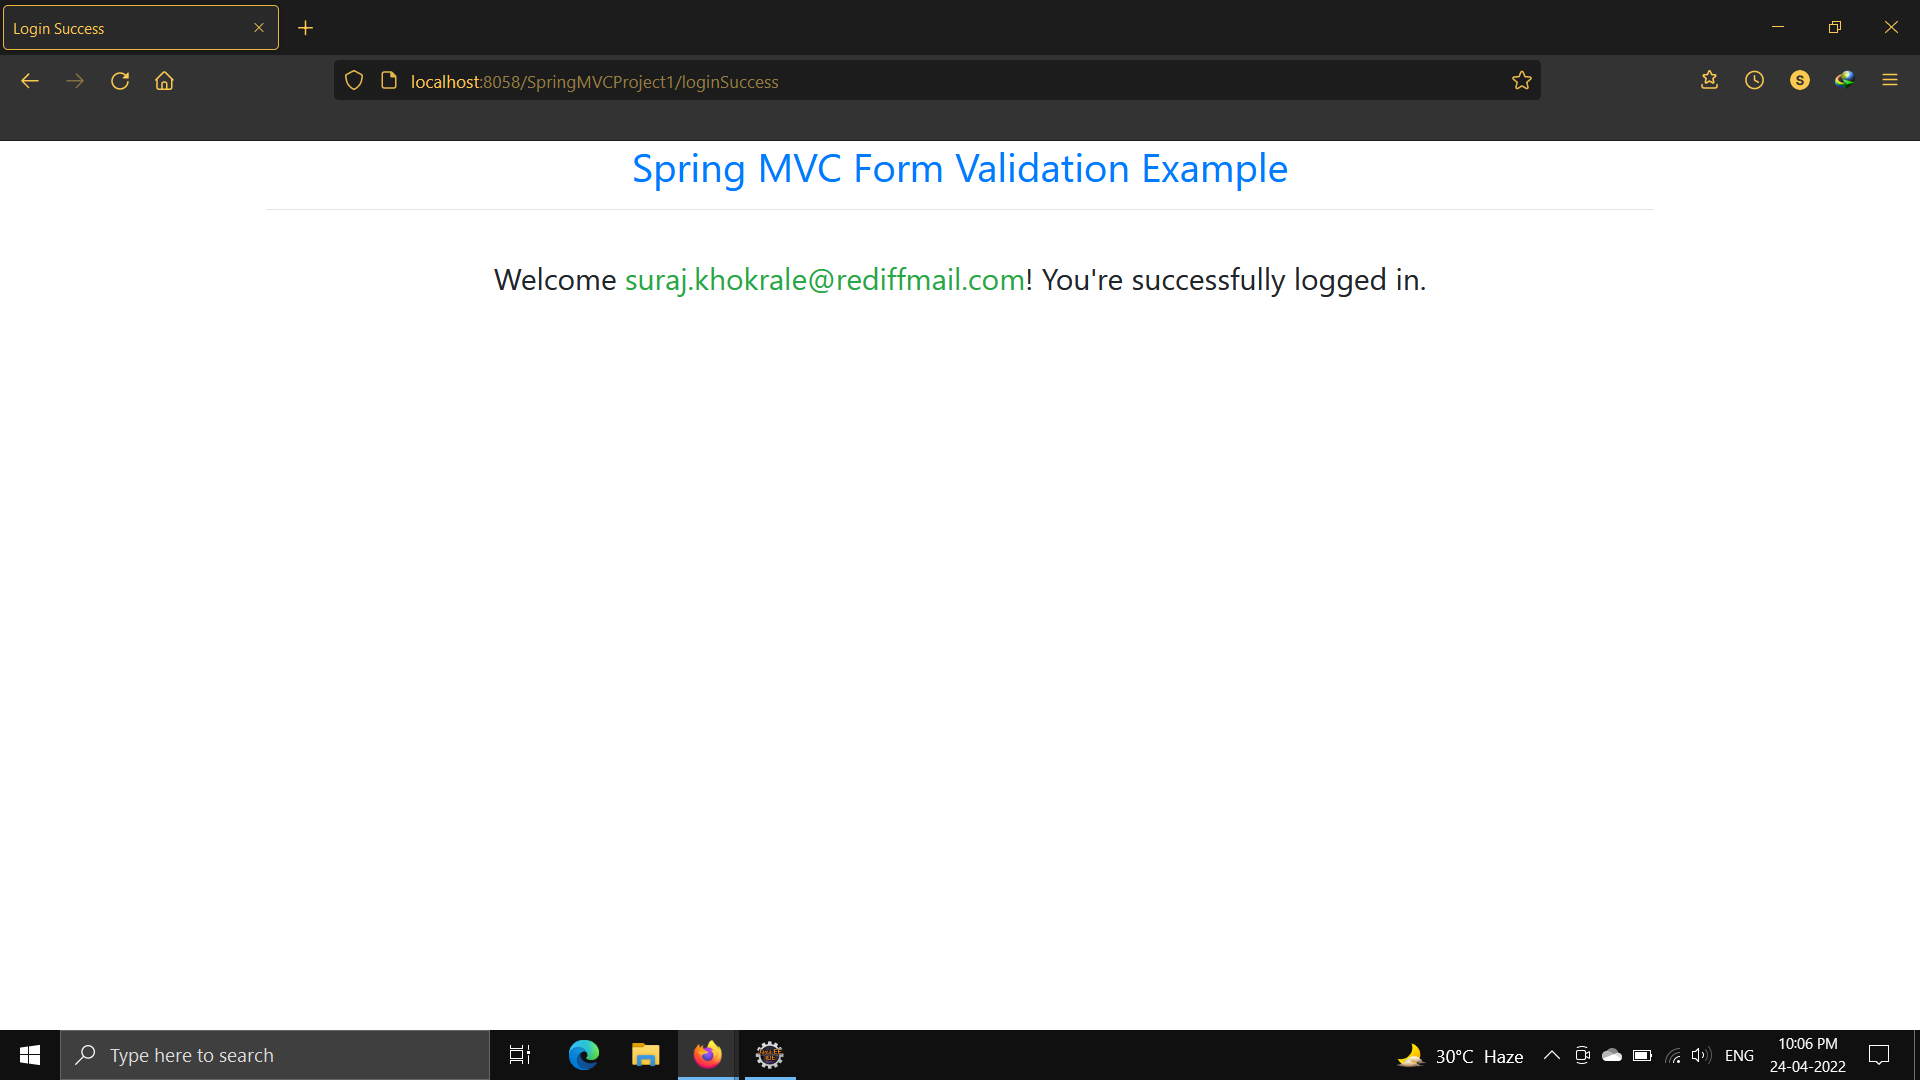 Login Success
localhost:8058/SpringMVCProject1/loginSuccess
S
Spring MVC Form Validation Example
Welcome suraj.khokrale@rediffmail.com! You're successfully logged in.
Type here to search
30°C Haze
ENG
10:06 PM
24-04-2022